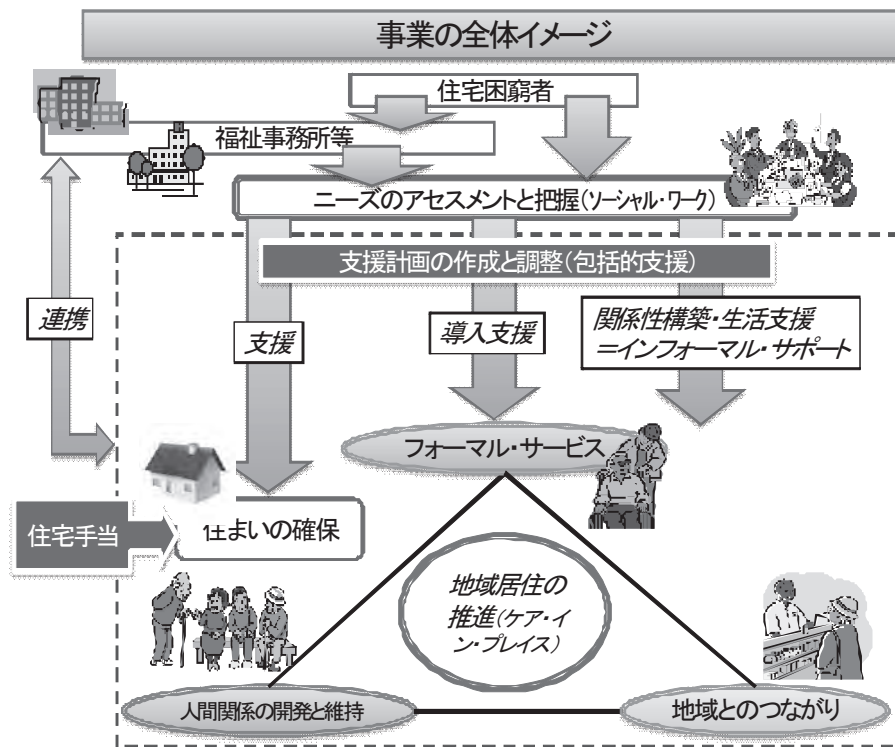 事業の全体イメージ
住宅困窮者
福祉事務所等
ニーズのアセスメントと把握(ソーシャル・ワーク)
支援計画の作成と調整(包括的支援)
連携
支援
導入支援
関係性構築・生活支援
=インフォーマル・サポート
フォーマル・サービス
住宅手当
住まいの確保
地域居住の
推進(ケア・イ
ン・プレイス)
人間関係の開発と維持
地域とのつながり